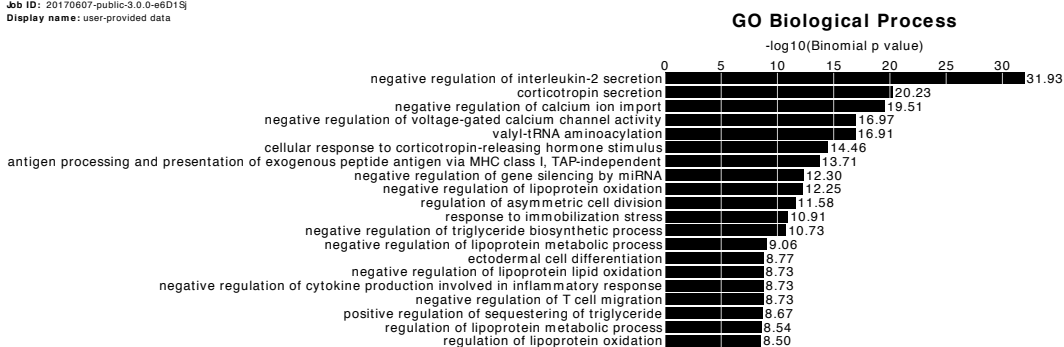 Job ID: 20170607-public-3.0.0-e6D1Sj
Display name: user-provided data
GO Biological Process
-log10(Binomial p value)
0 5 10 15 20 25 30
negative regulation of interleukin-2 secretion 31.93
corticotropin secretion 20.23
negative regulation of calcium ion import 19.51
negative regulation of voltage-gated calcium channel activity 16.97
valyl-tRNA aminoacylation 16.91
cellular response to corticotropin-releasing hormone stimulus 14.46
antigen processing and presentation of exogenous peptide antigen via MHC class I, TAP-independent 13.71
negative regulation of gene silencing by miRNA 12.30
negative regulation of lipoprotein oxidation 12.25
regulation of asymmetric cell division 11.58
response to immobilization stress 10.91
negative regulation of triglyceride biosynthetic process 10.73
negative regulation of lipoprotein metabolic process 9.06
ectodermal cell differentiation 8.77
negative regulation of lipoprotein lipid oxidation 8.73
negative regulation of cytokine production involved in inflammatory response 8.73
negative regulation of T cell migration 8.73
positive regulation of sequestering of triglyceride 8.67
regulation of lipoprotein metabolic process 8.54
regulation of lipoprotein oxidation 8.50